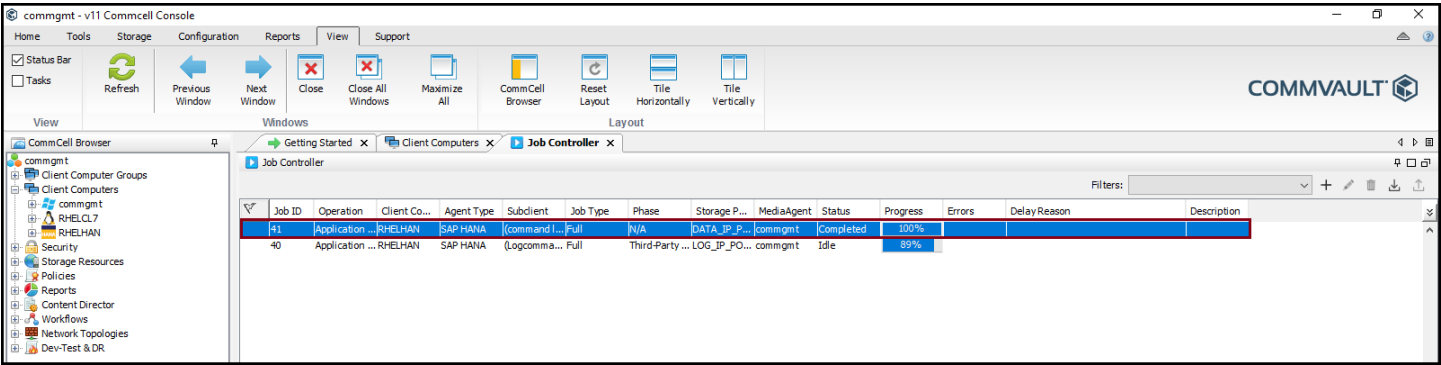 commgmt - v11 Commcell Console
Home Tools Storage Configuration Reports View Support
Status Bar
Tasks
Refresh
Previous Window
Next Window
Close
Close All Windows
Maximize All
CommCell Browser
Reset Layout
Tile Horizontally
Tile Vertically
COMMVAULT
View Windows Layout
CommCell Browser
Getting Started Client Computers Job Controller
commgmt
Client Computer Groups
Client Computers
commgmt
RHELCL7
RHELHAN
Security
Storage Resources
Policies
Reports
Content Director
Workflows
Network Topologies
Dev-Test & DR
Job Controller
Filters:
Job ID Operation Client Co... Agent Type Subclient Job Type Phase Storage P... MediaAgent Status Progress Errors Delay Reason Description
41 Application ... RHELHAN SAP HANA (command l... Full N/A DATA_IP_P... commgmt Completed 100%
40 Application ... RHELHAN SAP HANA (Logcomma... Full Third-Party ... LOG_IP_PO... commgmt Idle 89%